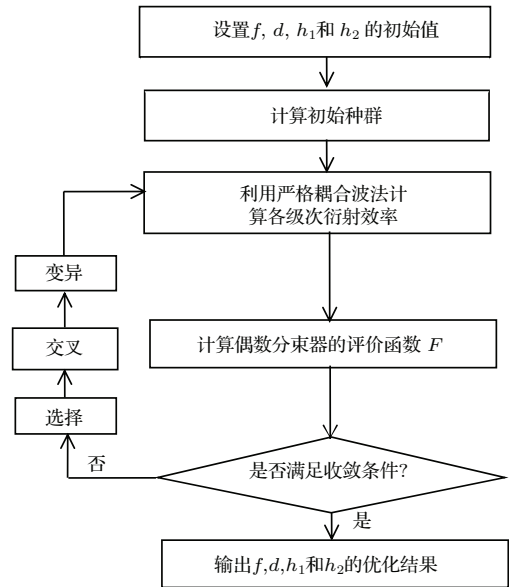 设置f, d, h₁和 h₂ 的初始值
计算初始种群
利用严格耦合波法计
算各级次衍射效率
变异
计算偶数分束器的评价函数 F
交叉
选择
否
是否满足收敛条件?
是
输出f,d,h₁和h₂的优化结果